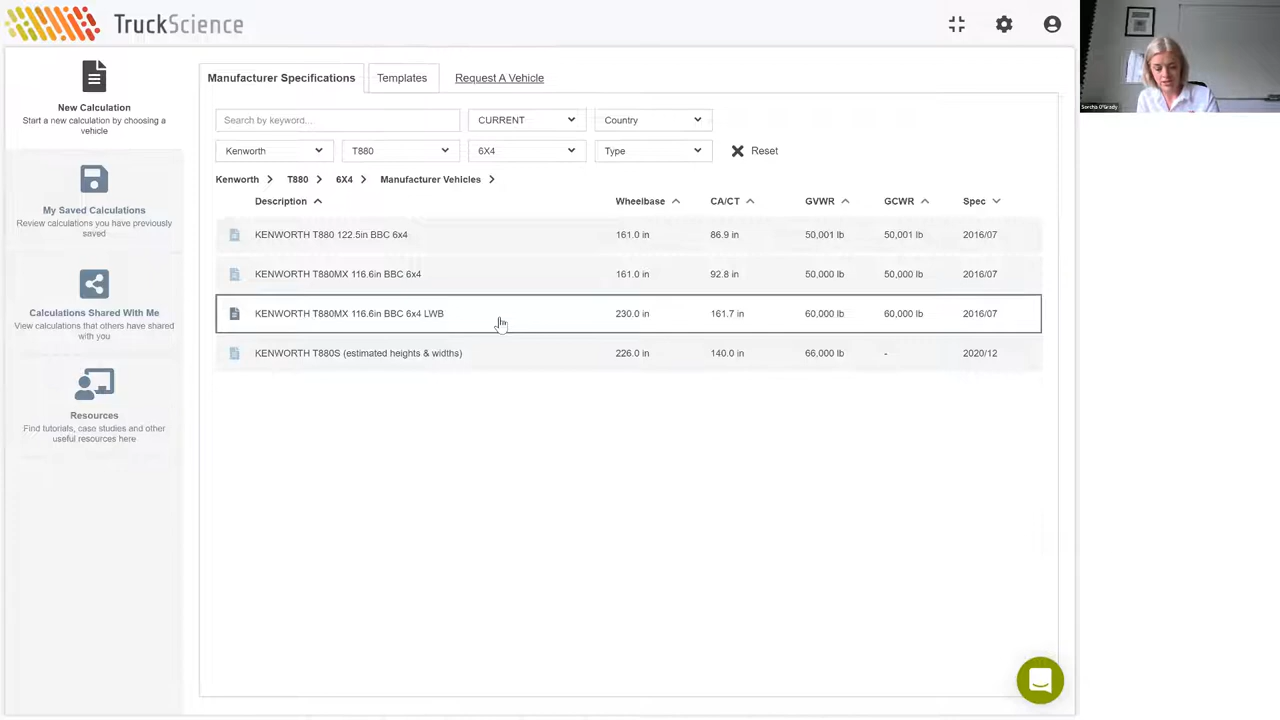 TruckScience
New Calculation
Start a new calculation by choosing a
vehicle
My Saved Calculations
Review calculations you have previously
saved
Calculations Shared With Me
View calculations that others have shared
with you
Resources
Find tutorials, case studies and other
useful resources here
Manufacturer Specifications Templates Request A Vehicle
Search by keyword... CURRENT Country
Kenworth T880 6X4 Type Reset
Kenworth T880 6X4 Manufacturer Vehicles
Description Wheelbase CA/CT GVWR GCWR Spec
KENWORTH T880 122.5in BBC 6x4 161.0 in 86.9 in 50,001 lb 50,001 lb 2016/07
KENWORTH T880MX 116.6in BBC 6x4 161.0 in 92.8 in 50,000 lb 50,000 lb 2016/07
KENWORTH T880MX 116.6in BBC 6x4 LWB 230.0 in 161.7 in 60,000 lb 60,000 lb 2016/07
KENWORTH T880S (estimated heights & widths) 226.0 in 140.0 in 66,000 lb - 2020/12
Sorcha O'Grady